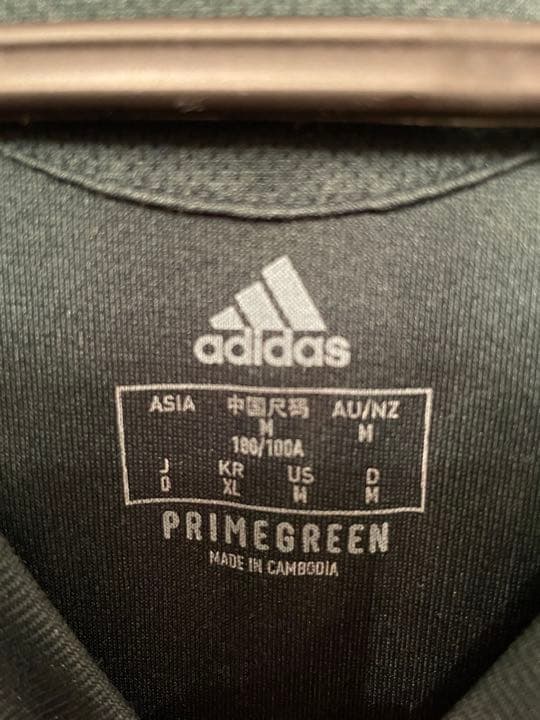 adidas
ASIA 中国尺码 AU/NZ
M M
180/100A
J KR US D
O XL M M
PRIMEGREEN
MADE IN CAMBODIA